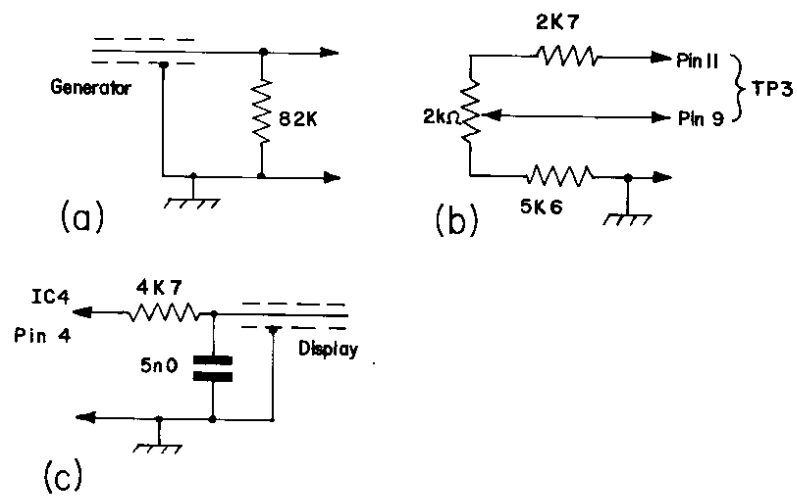 Generator
82K
(a)
2K7
Pin 11
TP3
2kΩ
Pin 9
5K6
(b)
IC4
4K7
Pin 4
Display
5n0
(c)